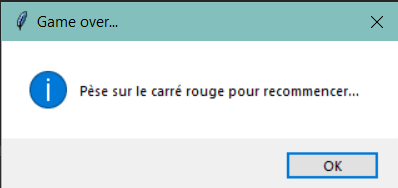 Game over...
Pèse sur le carré rouge pour recommencer...
OK